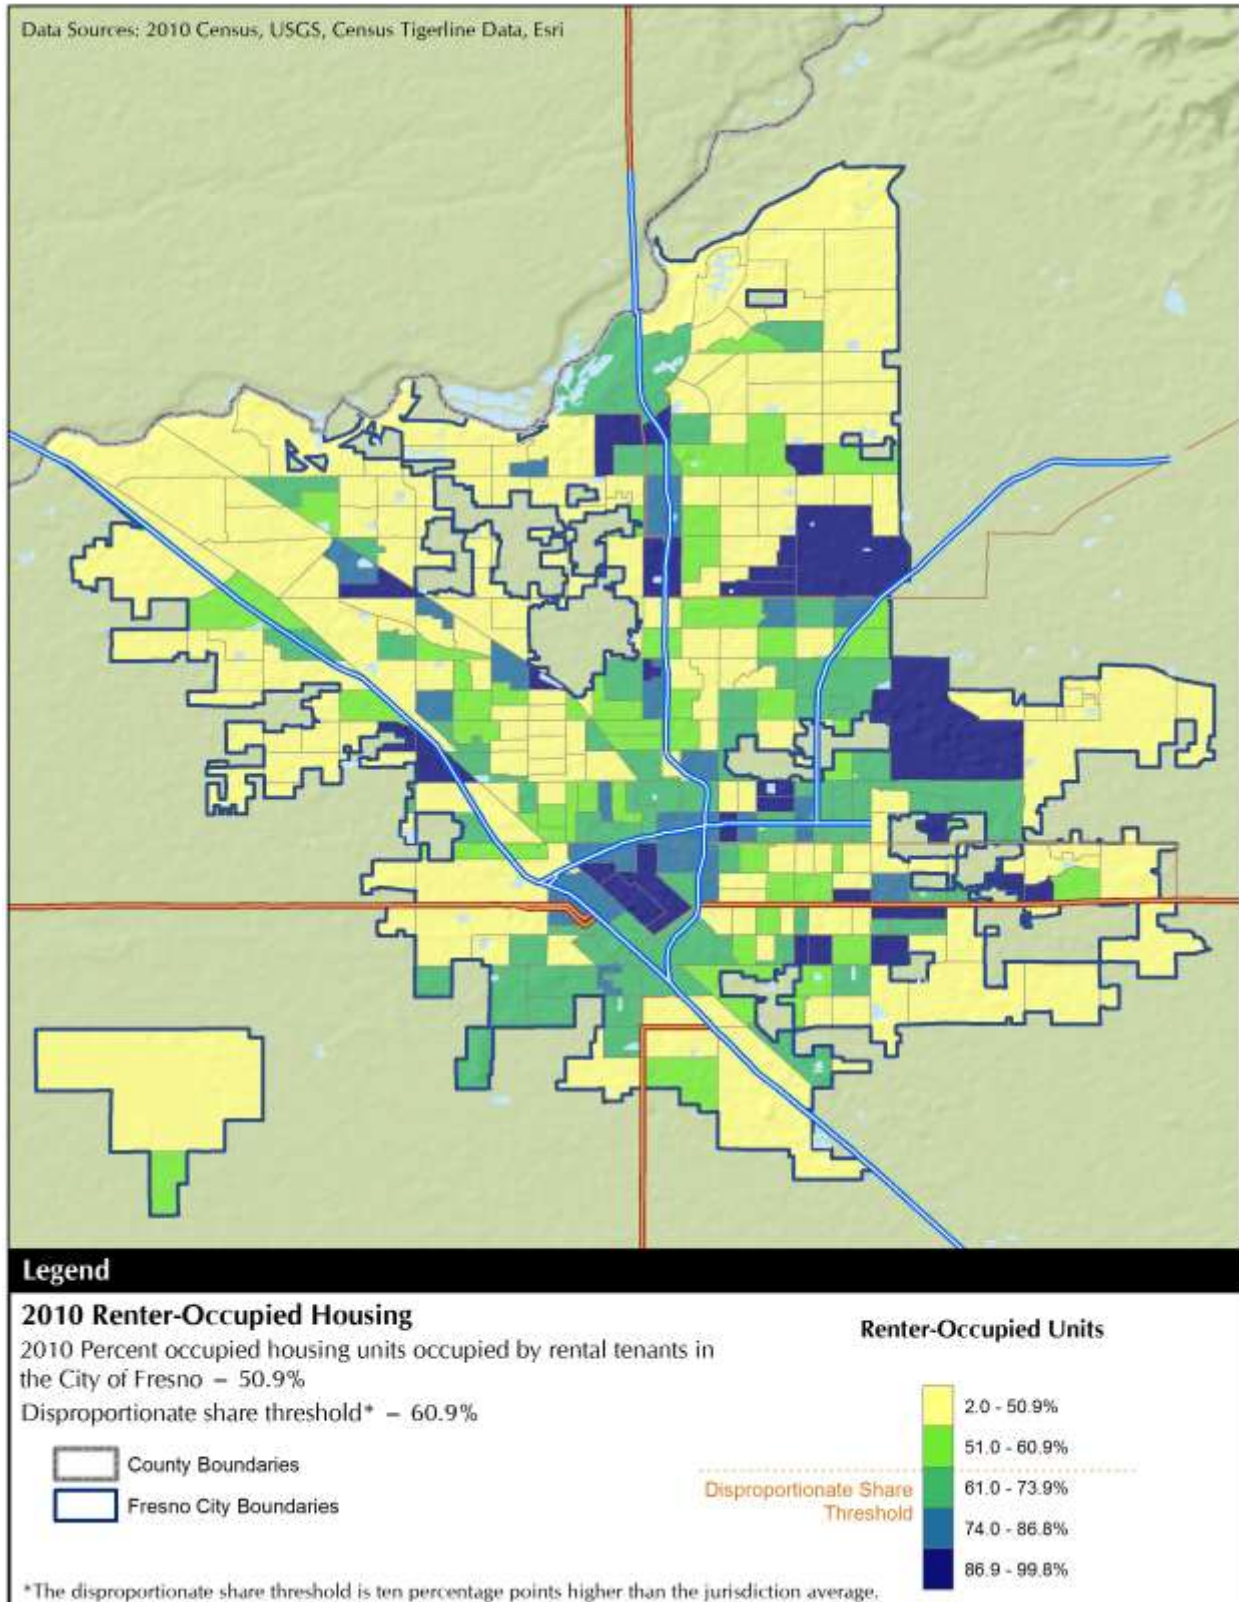 Data Sources: 2010 Census, USGS, Census Tigerline Data, Esri
Legend
2010 Renter-Occupied Housing
2010 Percent occupied housing units occupied by rental tenants in
the City of Fresno – 50.9%
Disproportionate share threshold* – 60.9%
County Boundaries
Fresno City Boundaries
Renter-Occupied Units
2.0 - 50.9%
51.0 - 60.9%
Disproportionate Share
Threshold
61.0 - 73.9%
74.0 - 86.8%
86.9 - 99.8%
*The disproportionate share threshold is ten percentage points higher than the jurisdiction average.